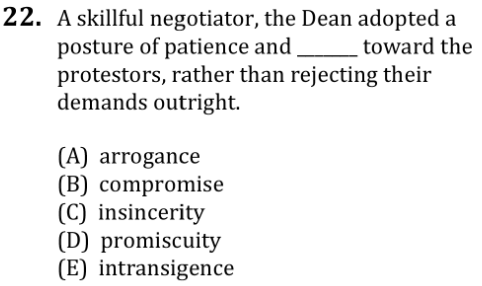 22. A skillful negotiator, the Dean adopted a
posture of patience and ______ toward the
protestors, rather than rejecting their
demands outright.
(A) arrogance
(B) compromise
(C) insincerity
(D) promiscuity
(E) intransigence